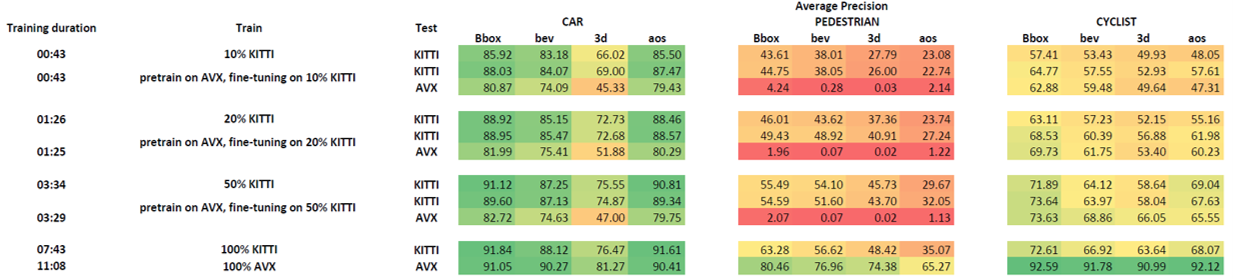 Average Precision
Training duration Train Test CAR PEDESTRIAN CYCLIST
Bbox bev 3d aos Bbox bev 3d aos Bbox bev 3d aos
00:43 10% KITTI KITTI 85.92 83.18 66.02 85.50 43.61 38.01 27.79 23.08 57.41 53.43 49.93 48.05
00:43 pretrain on AVX, fine-tuning on 10% KITTI KITTI 88.03 84.07 69.00 87.47 44.75 38.05 26.00 22.74 64.77 57.55 52.93 57.61
AVX 80.87 74.09 45.33 79.43 4.24 0.28 0.03 2.14 62.88 59.48 49.64 47.31
01:26 20% KITTI KITTI 88.92 85.15 72.73 88.46 46.01 43.62 37.36 23.74 63.11 57.23 52.15 55.16
pretrain on AVX, fine-tuning on 20% KITTI KITTI 88.95 85.47 72.68 88.57 49.43 48.92 40.91 27.24 68.53 60.39 56.88 61.98
01:25 AVX 81.99 75.41 51.88 80.29 1.96 0.07 0.02 1.22 69.73 61.75 53.40 60.23
03:34 50% KITTI KITTI 91.12 87.25 75.55 90.81 55.49 54.10 45.73 29.67 71.89 64.12 58.64 69.04
pretrain on AVX, fine-tuning on 50% KITTI KITTI 89.60 87.13 74.87 89.34 54.59 51.60 43.70 32.05 73.64 63.97 58.04 67.63
03:29 AVX 82.72 74.63 47.00 79.75 2.07 0.07 0.02 1.13 73.63 68.86 66.05 65.55
07:43 100% KITTI KITTI 91.84 88.12 76.47 91.61 63.28 56.62 48.42 35.07 72.61 66.92 63.64 68.07
11:08 100% AVX AVX 91.05 90.27 81.27 90.41 80.46 76.96 74.38 65.27 92.59 91.78 90.99 92.12